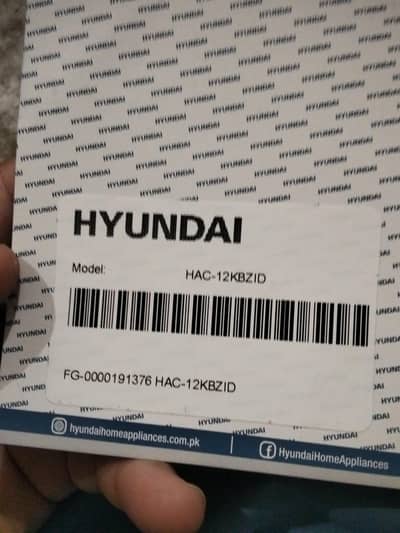 HYUNDAI
Model: HAC-12KBZID
FG-0000191376 HAC-12KBZID
hyundaihomeappliances.com.pk
HyundaiHomeAppliances